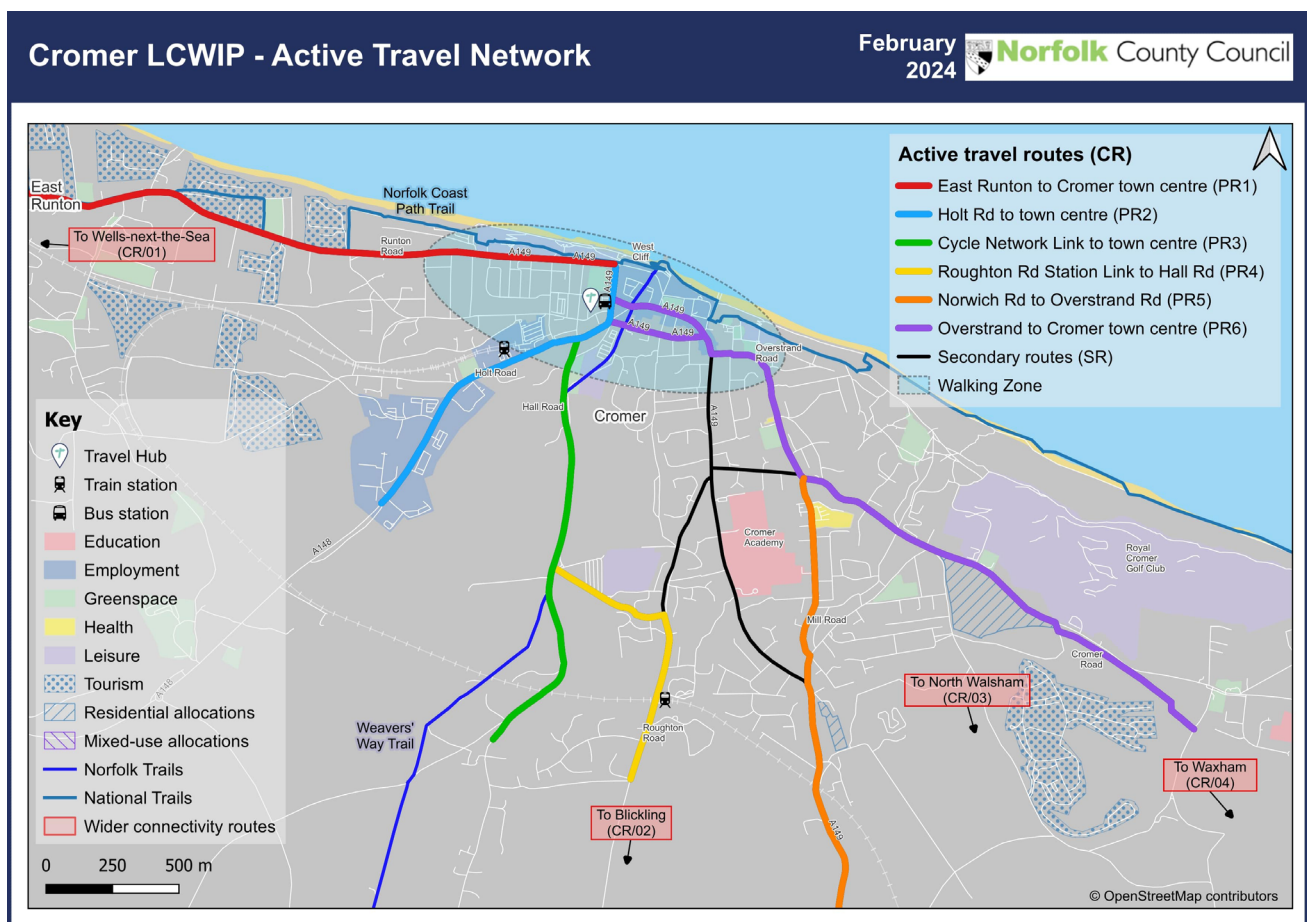 Cromer LCWIP - Active Travel Network
February
2024
Norfolk County Council
Active travel routes (CR)
East Runton to Cromer town centre (PR1)
Holt Rd to town centre (PR2)
Cycle Network Link to town centre (PR3)
Roughton Rd Station Link to Hall Rd (PR4)
Norwich Rd to Overstrand Rd (PR5)
Overstrand to Cromer town centre (PR6)
Secondary routes (SR)
Walking Zone
East
Runton
Norfolk Coast
Path Trail
To Wells-next-the-Sea
(CR/01)
Runton
Road
A149
A149
West
Cliff
A149
A149
A149
A149
Overstrand
Road
Holt Road
Hall Road
Cromer
A149
Key
Travel Hub
Train station
Bus station
Education
Employment
Greenspace
Health
Leisure
Tourism
Residential allocations
Mixed-use allocations
Norfolk Trails
National Trails
Wider connectivity routes
0 250 500 m
A148
A148
Cromer
Academy
Royal
Cromer
Golf Club
Mill Road
Cromer
Road
To North Walsham
(CR/03)
Weavers'
Way Trail
Roughton
Road
To Waxham
(CR/04)
To Blickling
(CR/02)
A149
© OpenStreetMap contributors